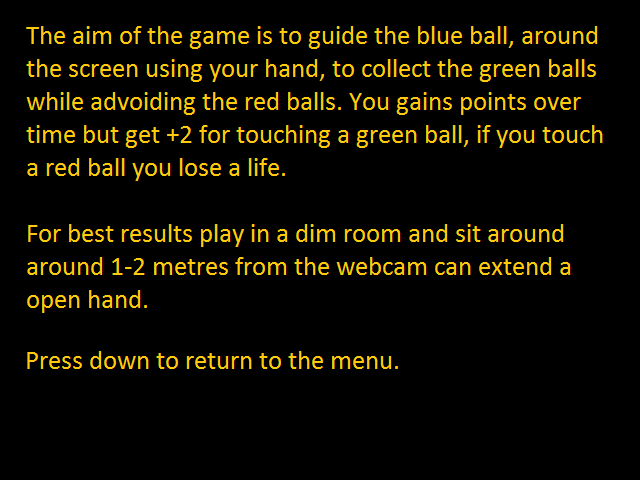 The aim of the game is to guide the blue ball, around
the screen using your hand, to collect the green balls
while advoiding the red balls. You gains points over
time but get +2 for touching a green ball, if you touch
a red ball you lose a life.
For best results play in a dim room and sit around
around 1-2 metres from the webcam can extend a
open hand.
Press down to return to the menu.